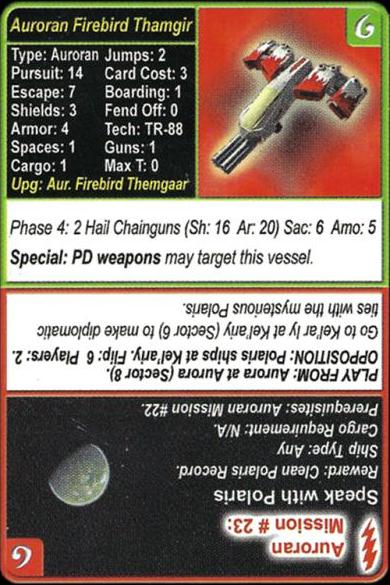 Auroran Firebird Thamgir
6
Type: Auroran Jumps: 2
Pursuit: 14 Card Cost: 3
Escape: 7 Boarding: 1
Shields: 3 Fend Off: 0
Armor: 4 Tech: TR-88
Spaces: 1 Guns: 1
Cargo: 1 Max T: 0
Upg: Aur. Firebird Themgaar
Phase 4: 2 Hail Chainguns (Sh: 16 Ar: 20) Sac: 6 Amo: 5
Special: PD weapons may target this vessel.
6
Auroran
Mission # 23:
Speak with Polaris
Reward: Clean Polaris Record.
Ship Type: Any
Cargo Requirement: N/A.
Prerequisites: Auroran Mission #22.
PLAY FROM: Aurora at Aurora (Sector 8).
OPPOSITION: Polaris ships at Kel'ariy. Flip: 6 Players: 2.
Go to Kel'ar Iy at Kel'ariy (Sector 6) to make diplomatic
ties with the mysterious Polaris.